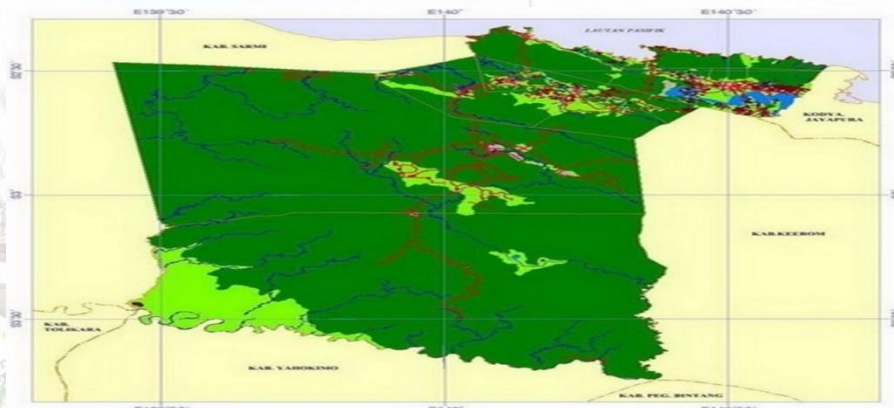 E139°30'
E140°
E140°30'
LAUTAN PASIFIK
KAB. SARMI
KODYA.
JAYAPURA
KAB.KEEROM
KAB.
TOLIKARA
KAB. YAHOKIMO
KAB. PEG. BINTANG
E140°